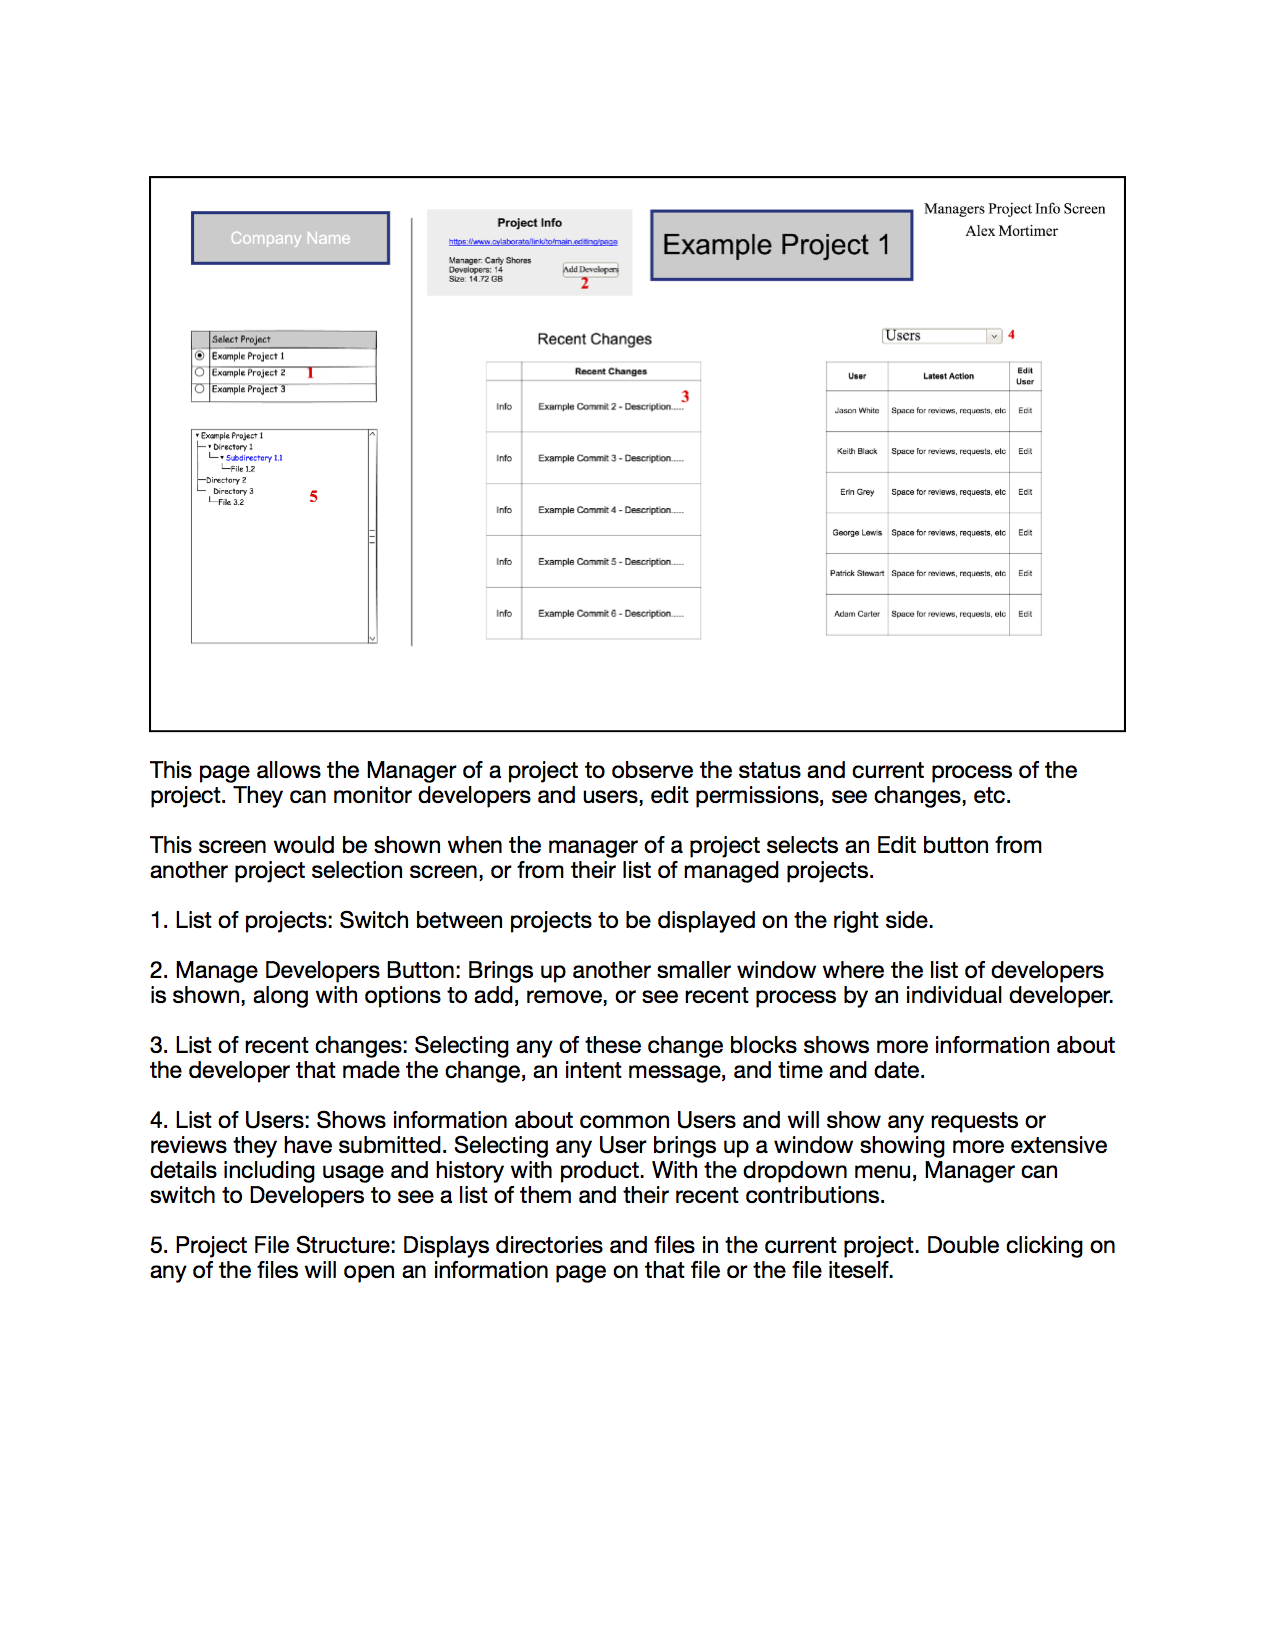 Company Name
Project Info
https://www.cylaborate/link/to/main.editing/page
Manager: Carly Shores
Developers: 14
Size: 14.72 GB
Add Developers
2
Example Project 1
Managers Project Info Screen
Alex Mortimer
Select Project
Example Project 1
Example Project 2
1
Example Project 3
Example Project 1
Directory 1
Subdirectory 1.1
File 1.2
Directory 2
Directory 3
File 3.2
5
Recent Changes
Recent Changes
3
Info Example Commit 2 - Description.....
Info Example Commit 3 - Description.....
Info Example Commit 4 - Description.....
Info Example Commit 5 - Description.....
Info Example Commit 6 - Description.....
Users
4
User Latest Action Edit User
Jason White Space for reviews, requests, etc Edit
Keith Black Space for reviews, requests, etc Edit
Erin Grey Space for reviews, requests, etc Edit
George Lewis Space for reviews, requests, etc Edit
Patrick Stewart Space for reviews, requests, etc Edit
Adam Carter Space for reviews, requests, etc Edit
This page allows the Manager of a project to observe the status and current process of the
project. They can monitor developers and users, edit permissions, see changes, etc.
This screen would be shown when the manager of a project selects an Edit button from
another project selection screen, or from their list of managed projects.
1. List of projects: Switch between projects to be displayed on the right side.
2. Manage Developers Button: Brings up another smaller window where the list of developers
is shown, along with options to add, remove, or see recent process by an individual developer.
3. List of recent changes: Selecting any of these change blocks shows more information about
the developer that made the change, an intent message, and time and date.
4. List of Users: Shows information about common Users and will show any requests or
reviews they have submitted. Selecting any User brings up a window showing more extensive
details including usage and history with product. With the dropdown menu, Manager can
switch to Developers to see a list of them and their recent contributions.
5. Project File Structure: Displays directories and files in the current project. Double clicking on
any of the files will open an information page on that file or the file iteself.